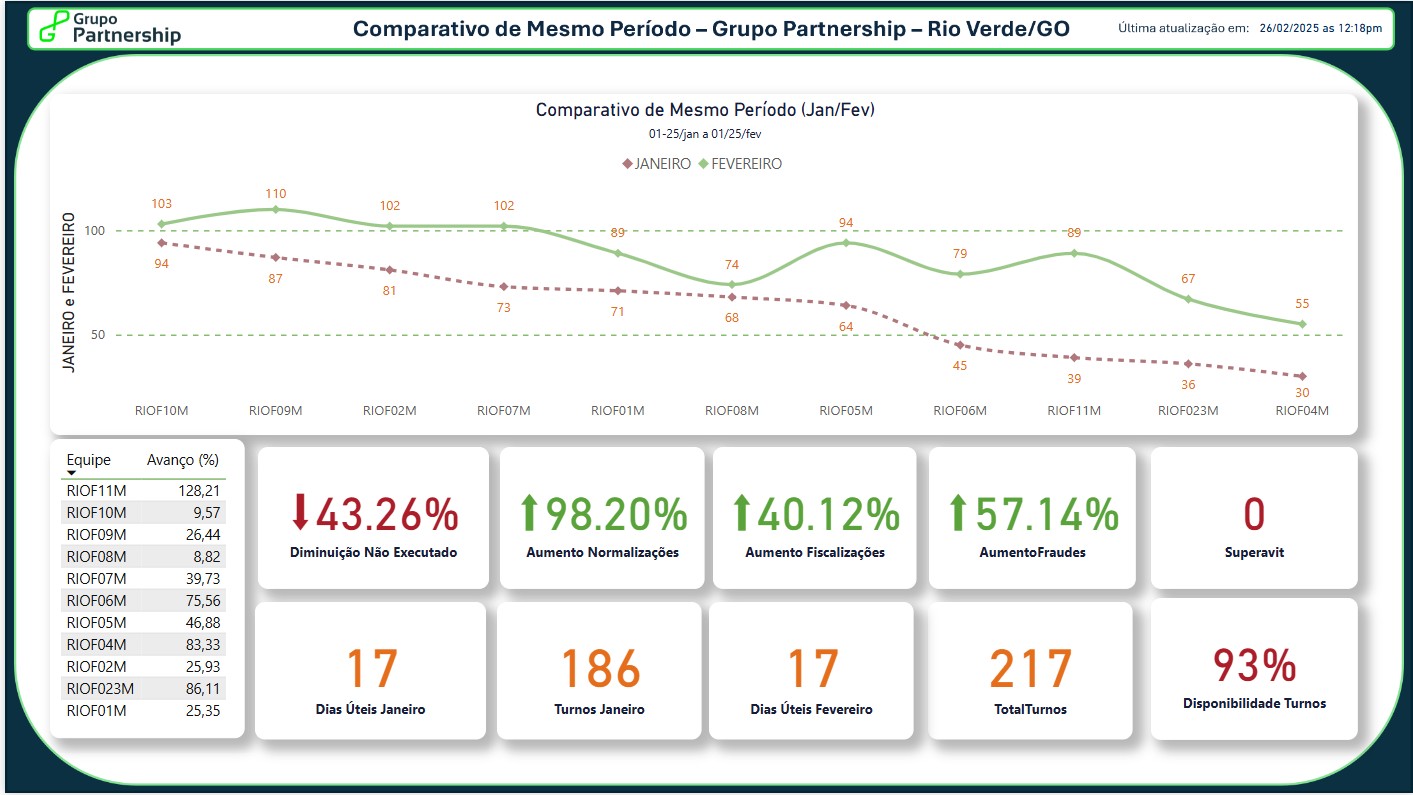 Grupo
Partnership
Comparativo de Mesmo Período – Grupo Partnership – Rio Verde/GO
Última atualização em: 26/02/2025 as 12:18pm
Comparativo de Mesmo Período (Jan/Fev)
01-25/jan a 01/25/fev
JANEIRO FEVEREIRO
JANEIRO e FEVEREIRO
100
50
103 110 102 102 89 74 94 79 89 67 55
94 87 81 73 71 68 64 45 39 36 30
RIOF10M RIOF09M RIOF02M RIOF07M RIOF01M RIOF08M RIOF05M RIOF06M RIOF11M RIOF023M RIOF04M
Equipe Avanço (%)
RIOF11M 128,21
RIOF10M 9,57
RIOF09M 26,44
RIOF08M 8,82
RIOF07M 39,73
RIOF06M 75,56
RIOF05M 46,88
RIOF04M 83,33
RIOF02M 25,93
RIOF023M 86,11
RIOF01M 25,35
43.26%
Diminuição Não Executado
98.20%
Aumento Normalizações
40.12%
Aumento Fiscalizações
57.14%
AumentoFraudes
0
Superavit
17
Dias Úteis Janeiro
186
Turnos Janeiro
17
Dias Úteis Fevereiro
217
TotalTurnos
93%
Disponibilidade Turnos